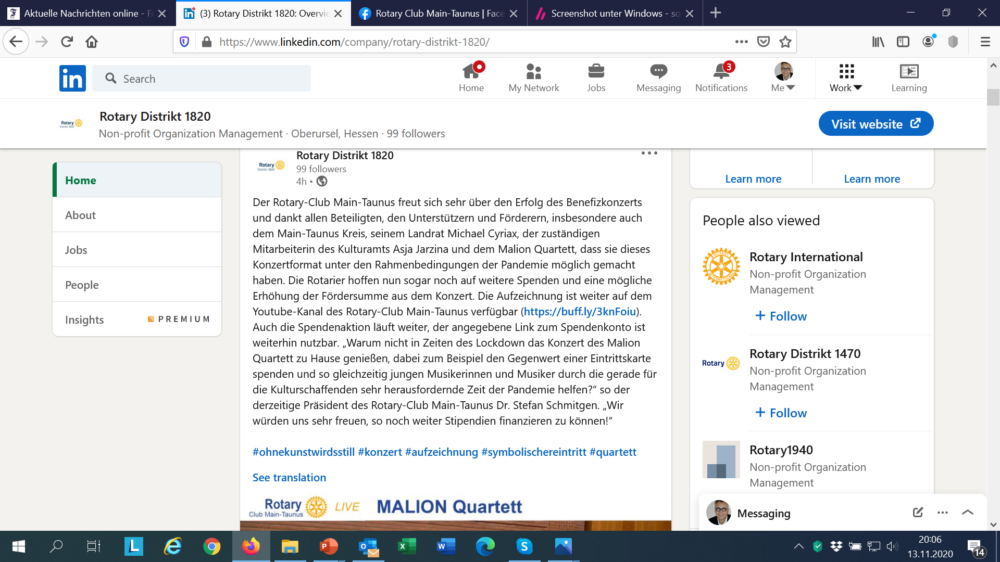 Aktuelle Nachrichten online - FA
(3) Rotary Distrikt 1820: Overvie
Rotary Club Main-Taunus | Face
Screenshot unter Windows - so
https://www.linkedin.com/company/rotary-distrikt-1820/
in
Search
Home
My Network
Jobs
Messaging
3
Notifications
Me
Work
Learning
Rotary
Distrikt 1820
Rotary Distrikt 1820
Non-profit Organization Management · Oberursel, Hessen · 99 followers
Visit website
Home
About
Jobs
People
Insights
PREMIUM
Rotary
Distrikt 1820
Rotary Distrikt 1820
99 followers
4h •
Der Rotary-Club Main-Taunus freut sich sehr über den Erfolg des Benefizkonzerts
und dankt allen Beteiligten, den Unterstützern und Förderern, insbesondere auch
dem Main-Taunus Kreis, seinem Landrat Michael Cyriax, der zuständigen
Mitarbeiterin des Kulturamts Asja Jarzina und dem Malion Quartett, dass sie dieses
Konzertformat unter den Rahmenbedingungen der Pandemie möglich gemacht
haben. Die Rotarier hoffen nun sogar noch auf weitere Spenden und eine mögliche
Erhöhung der Fördersumme aus dem Konzert. Die Aufzeichnung ist weiter auf dem
Youtube-Kanal des Rotary-Club Main-Taunus verfügbar (https://buff.ly/3knFoiu).
Auch die Spendenaktion läuft weiter, der angegebene Link zum Spendenkonto ist
weiterhin nutzbar. „Warum nicht in Zeiten des Lockdown das Konzert des Malion
Quartett zu Hause genießen, dabei zum Beispiel den Gegenwert einer Eintrittskarte
spenden und so gleichzeitig jungen Musikerinnen und Musiker durch die gerade für
die Kulturschaffenden sehr herausfordernde Zeit der Pandemie helfen?“ so der
derzeitige Präsident des Rotary-Club Main-Taunus Dr. Stefan Schmitgen. „Wir
würden uns sehr freuen, so noch weiter Stipendien finanzieren zu können!“
#ohnekunstwirdsstill #konzert #aufzeichnung #symbolischereintritt #quartett
See translation
Rotary
Club Main-Taunus
LIVE
MALION Quartett
Learn more
Learn more
People also viewed
ROTARY INTERNATIONAL
Rotary International
Non-profit Organization
Management
+ Follow
Rotary
Rotary Distrikt 1470
Non-profit Organization
Management
+ Follow
Rotary1940
Non-profit Organization
Management
Messaging
20:06
13.11.2020
14